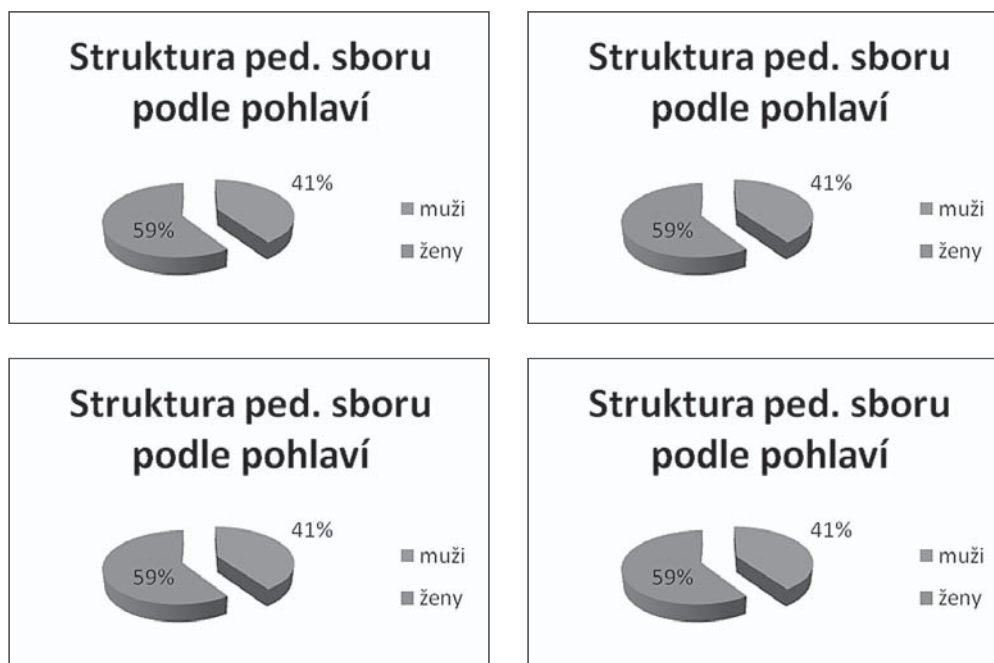 Struktura ped. sboru
podle pohlaví
41%
59%
muži
ženy
Struktura ped. sboru
podle pohlaví
41%
59%
muži
ženy
Struktura ped. sboru
podle pohlaví
41%
59%
muži
ženy
Struktura ped. sboru
podle pohlaví
41%
59%
muži
ženy